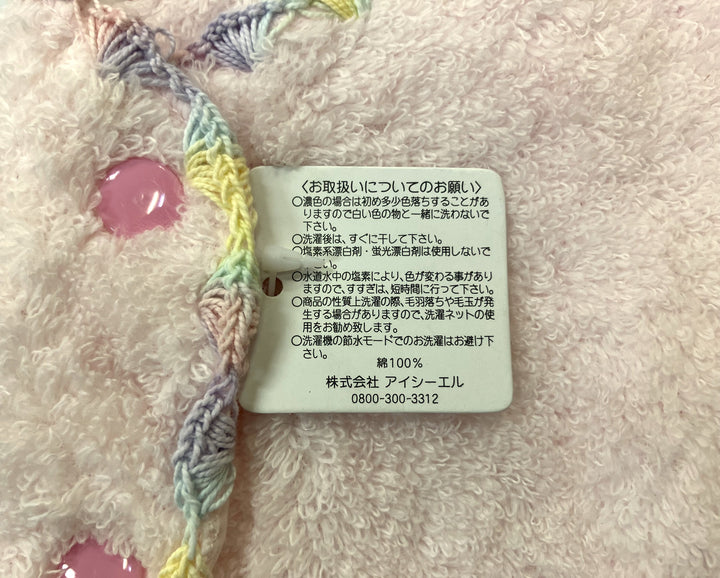 〈お取扱いについてのお願い〉
○濃色の場合は初め多少色落ちすることがあ
りますので白い色の物と一緒に洗わないで
下さい。
○洗濯後は、すぐに干して下さい。
○塩素系漂白剤・蛍光漂白剤は使用しないで
さい。
○水道水中の塩素により、色が変わる事があり
ますので、すすぎは、短時間に行って下さい。
○商品の性質上洗濯の際、毛羽落ちや毛玉が発
生する場合がありますので、洗濯ネットの使
用をお勧め致します。
○洗濯機の節水モードでのお洗濯はお避け下
さい。
綿100%
株式会社 アイシーエル
0800-300-3312